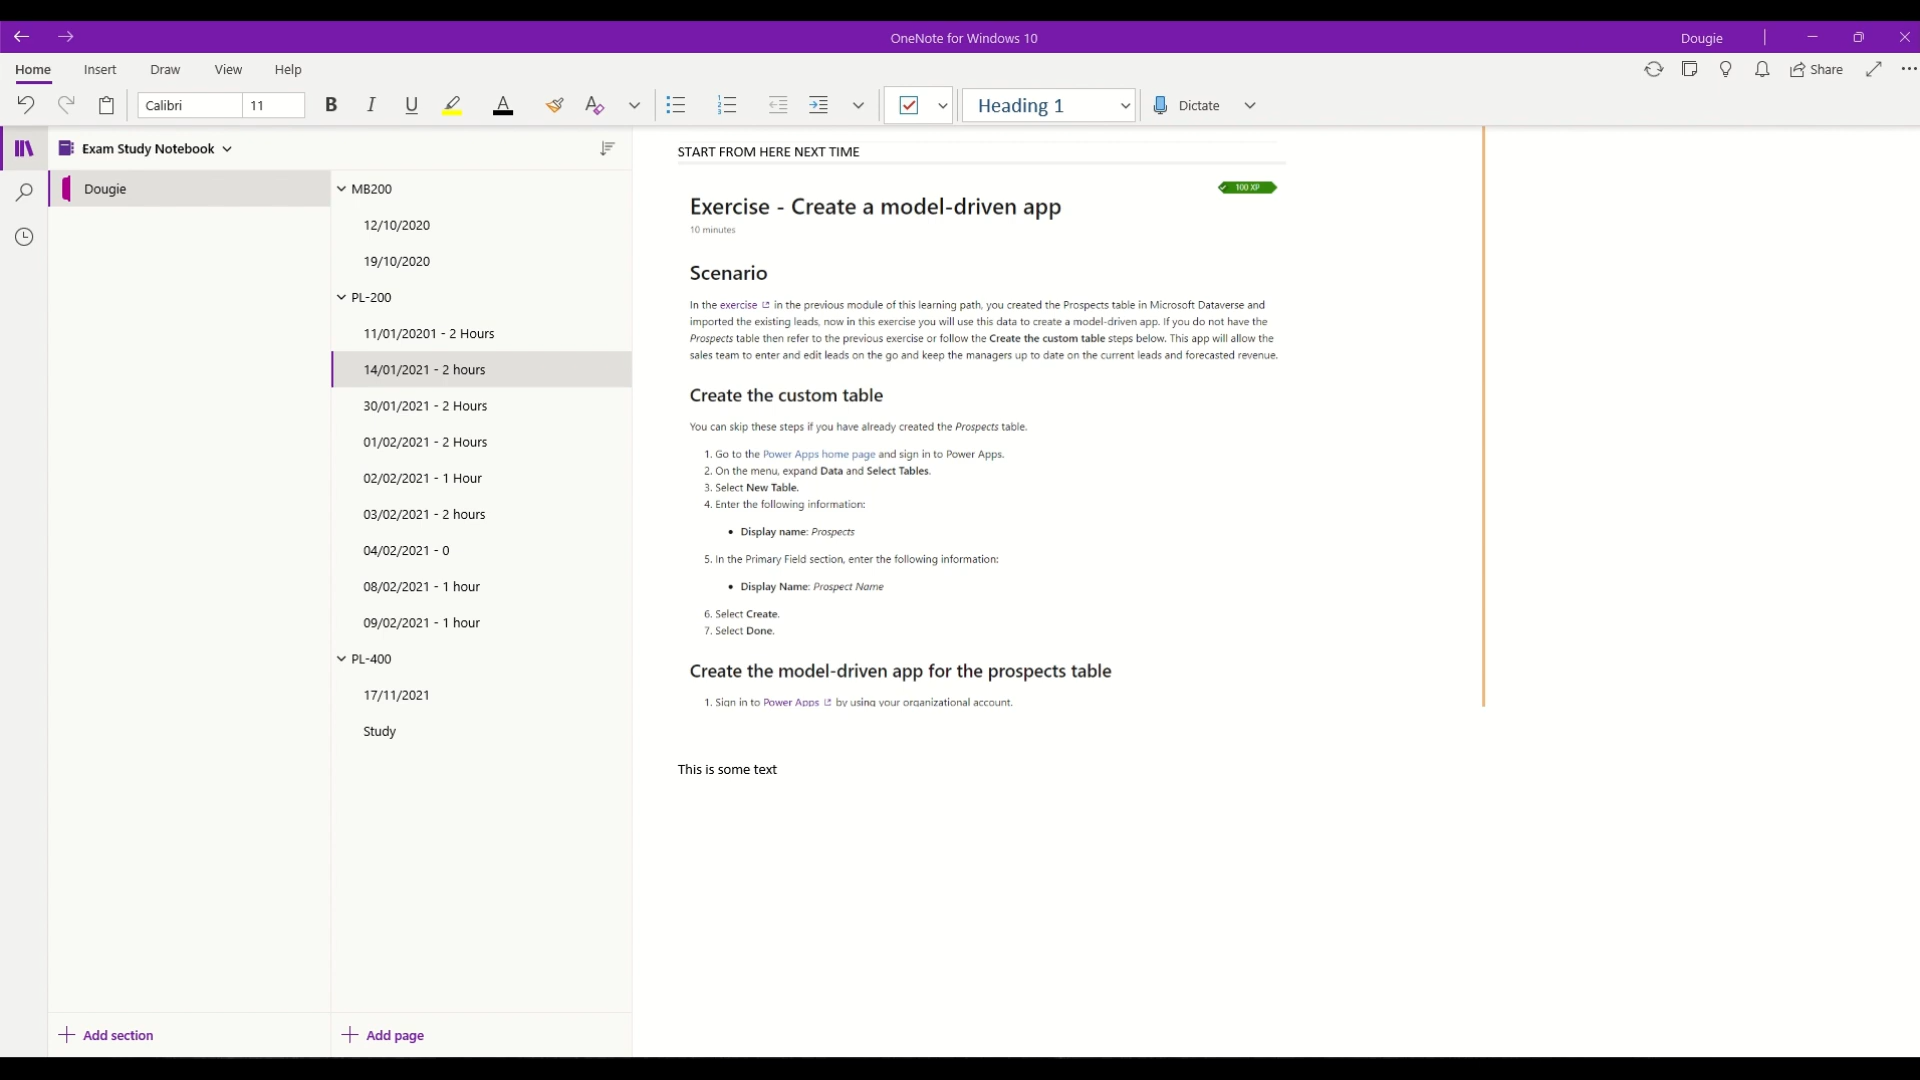 OneNote for Windows 10
Dougie
Home Insert Draw View Help
Share
Calibri 11 B I U A Heading 1 Dictate
Exam Study Notebook
Dougie
MB200
12/10/2020
19/10/2020
PL-200
11/01/20201 - 2 Hours
14/01/2021 - 2 hours
30/01/2021 - 2 Hours
01/02/2021 - 2 Hours
02/02/2021 - 1 Hour
03/02/2021 - 2 hours
04/02/2021 - 0
08/02/2021 - 1 hour
09/02/2021 - 1 hour
PL-400
17/11/2021
Study
Add section
Add page
START FROM HERE NEXT TIME
100 XP
Exercise - Create a model-driven app
10 minutes
Scenario
In the exercise in the previous module of this learning path, you created the Prospects table in Microsoft Dataverse and
imported the existing leads, now in this exercise you will use this data to create a model-driven app. If you do not have the
Prospects table then refer to the previous exercise or follow the Create the custom table steps below. This app will allow the
sales team to enter and edit leads on the go and keep the managers up to date on the current leads and forecasted revenue.
Create the custom table
You can skip these steps if you have already created the Prospects table.
1. Go to the Power Apps home page and sign in to Power Apps.
2. On the menu, expand Data and Select Tables.
3. Select New Table.
4. Enter the following information:
• Display name: Prospects
5. In the Primary Field section, enter the following information:
• Display Name: Prospect Name
6. Select Create.
7. Select Done.
Create the model-driven app for the prospects table
1. Sign in to Power Apps by using your organizational account.
This is some text